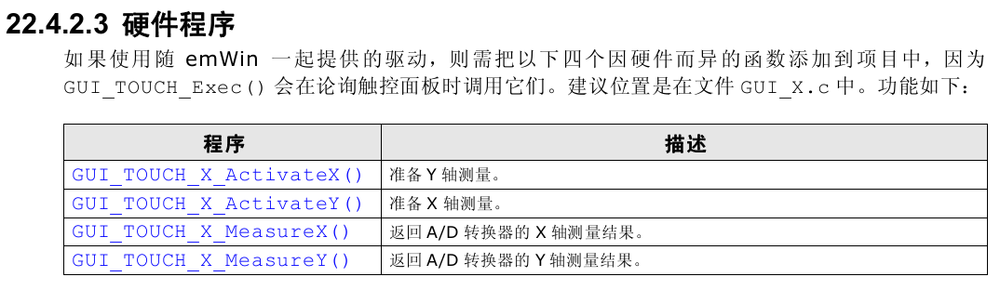 22.4.2.3 硬件程序
如果使用随 emWin 一起提供的驱动，则需把以下四个因硬件而异的函数添加到项目中，因为
GUI_TOUCH_Exec() 会在论询触控面板时调用它们。建议位置是在文件 GUI_X.c 中。功能如下：
程序 描述
GUI_TOUCH_X_ActivateX() 准备 Y 轴测量。
GUI_TOUCH_X_ActivateY() 准备 X 轴测量。
GUI_TOUCH_X_MeasureX() 返回 A/D 转换器的 X 轴测量结果。
GUI_TOUCH_X_MeasureY() 返回 A/D 转换器的 Y 轴测量结果。